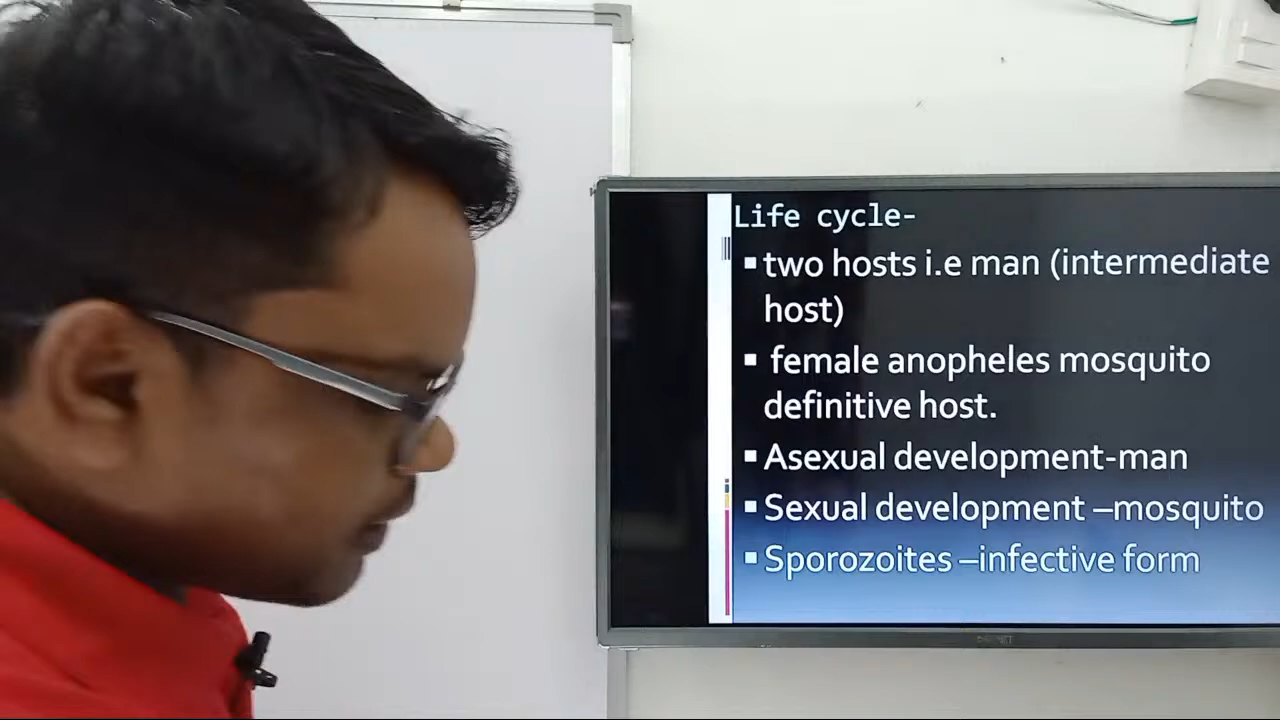 Life cycle-
▪two hosts i.e man (intermediate
host)
▪ female anopheles mosquito
definitive host.
▪Asexual development-man
▪Sexual development –mosquito
▪Sporozoites –infective form